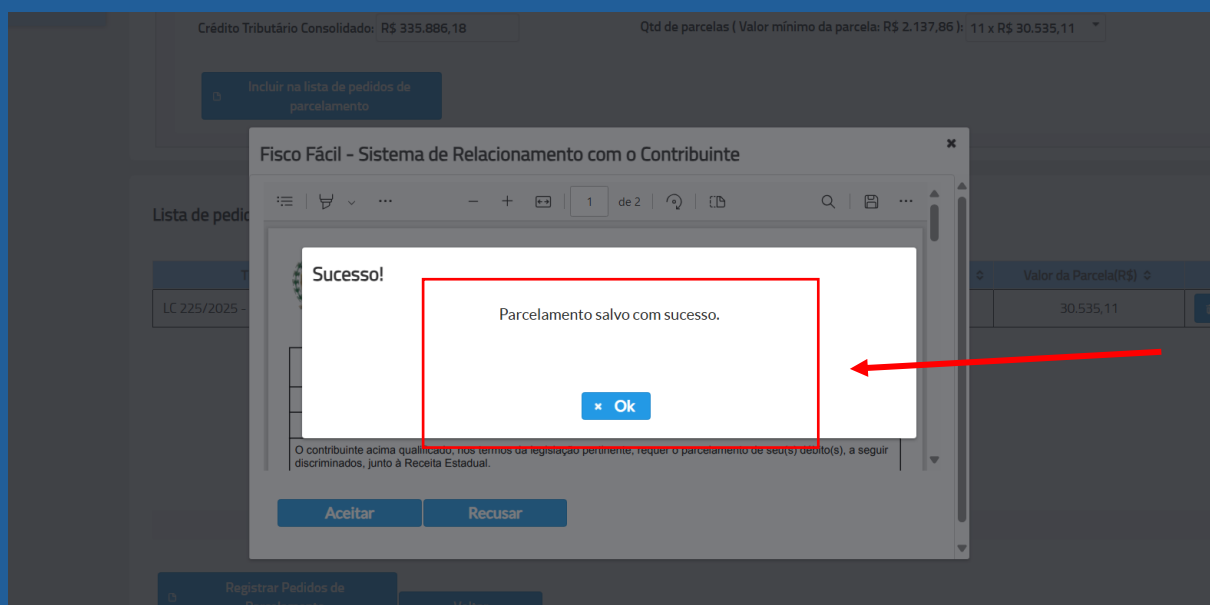 Crédito Tributário Consolidado: R$ 335.886,18
Qtd de parcelas ( Valor mínimo da parcela: R$ 2.137,86 ): 11 x R$ 30.535,11
Incluir na lista de pedidos de
parcelamento
Fisco Fácil - Sistema de Relacionamento com o Contribuinte
1 de 2
Lista de pedid
Sucesso!
T
Valor da Parcela(R$)
LC 225/2025 -
30.535,11
Parcelamento salvo com sucesso.
Ok
O contribuinte acima qualificado, nos termos da legislação pertinente, requer o parcelamento de seu(s) débito(s), a seguir
discriminados, junto à Receita Estadual.
Aceitar
Recusar
Registrar Pedidos de